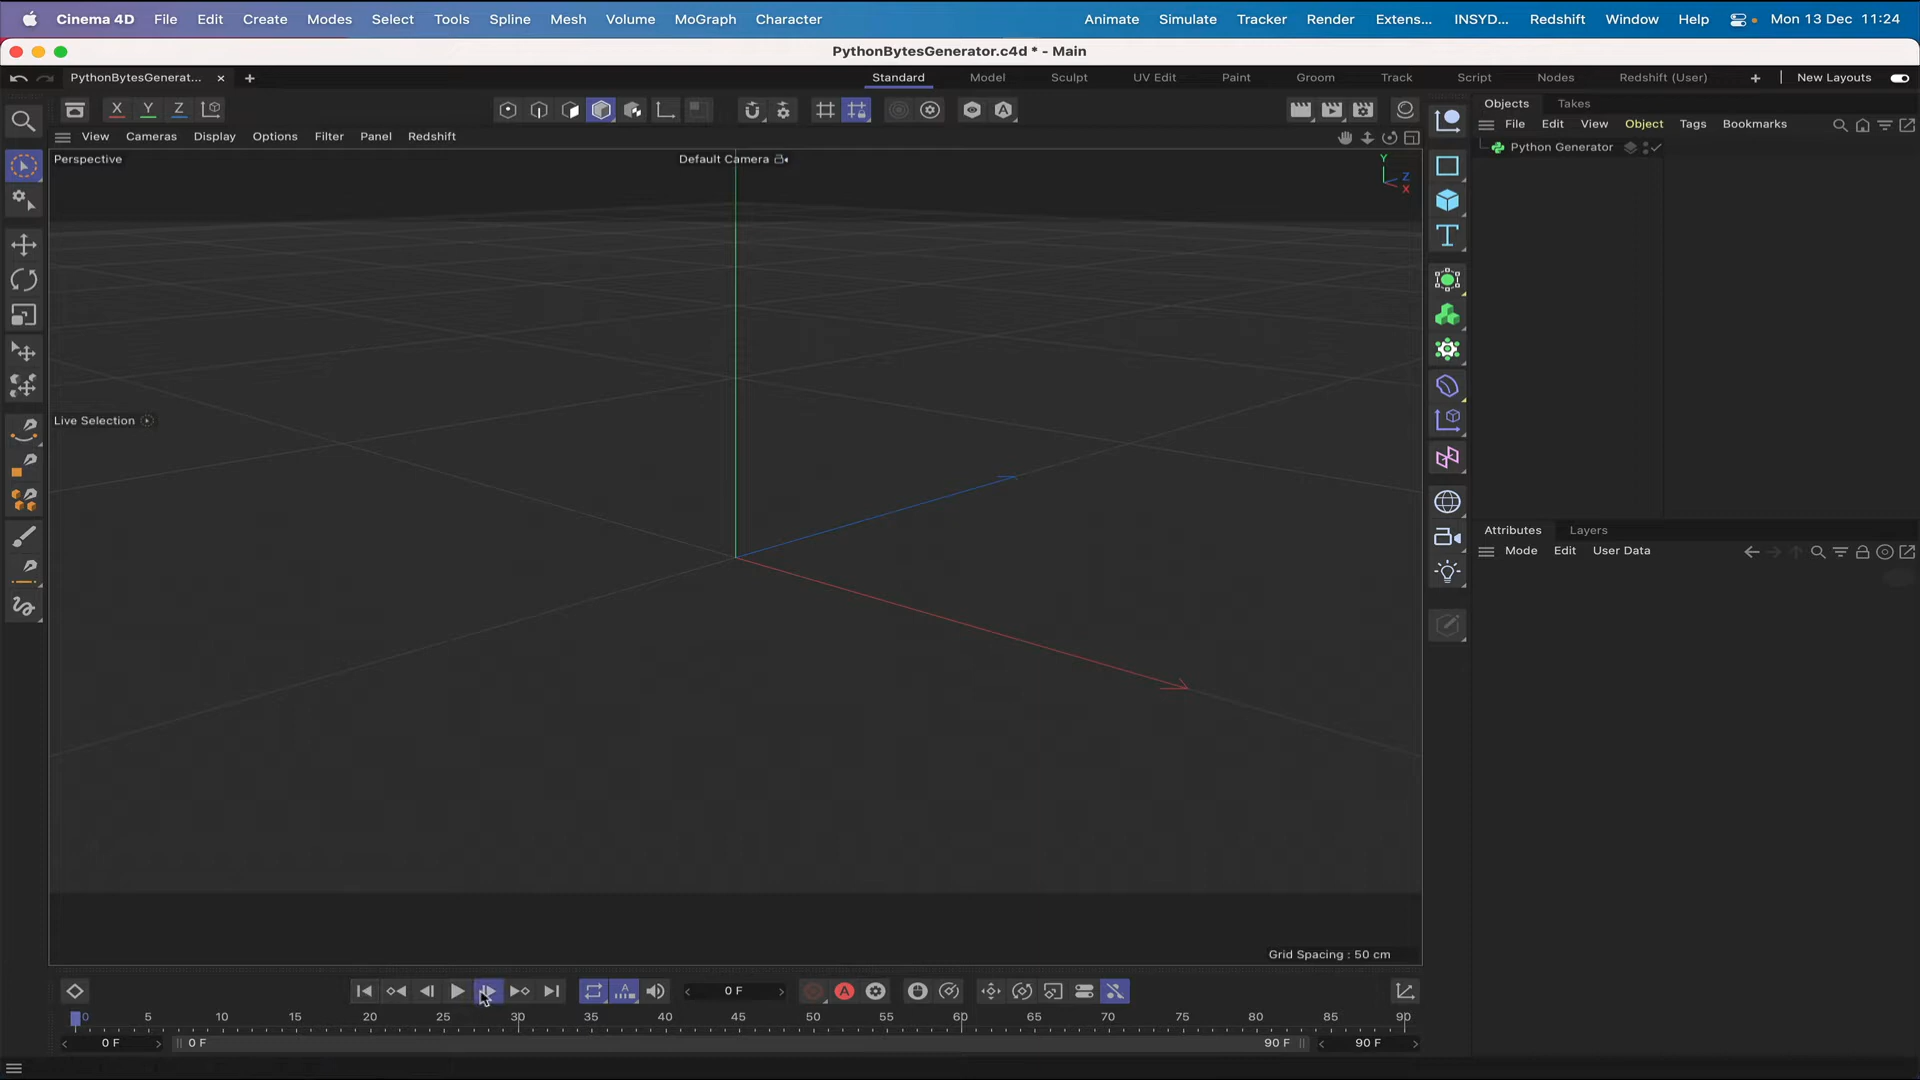 Cinema 4D File Edit Create Modes Select Tools Spline Mesh Volume MoGraph Character Animate Simulate Tracker Render Extens... INSYD... Redshift Window Help Mon 13 Dec 11:24
PythonBytesGenerator.c4d * - Main
PythonBytesGenerat... × + Standard Model Sculpt UV Edit Paint Groom Track Script Nodes Redshift (User) + New Layouts
X Y Z
Objects Takes
File Edit View Object Tags Bookmarks
View Cameras Display Options Filter Panel Redshift
Python Generator
Perspective
Default Camera
Y
Z
X
Live Selection
Attributes Layers
Mode Edit User Data
Grid Spacing : 50 cm
A
0 F
A
0 5 10 15 20 25 30 35 40 45 50 55 60 65 70 75 80 85 90
0 F 0 F 90 F 90 F